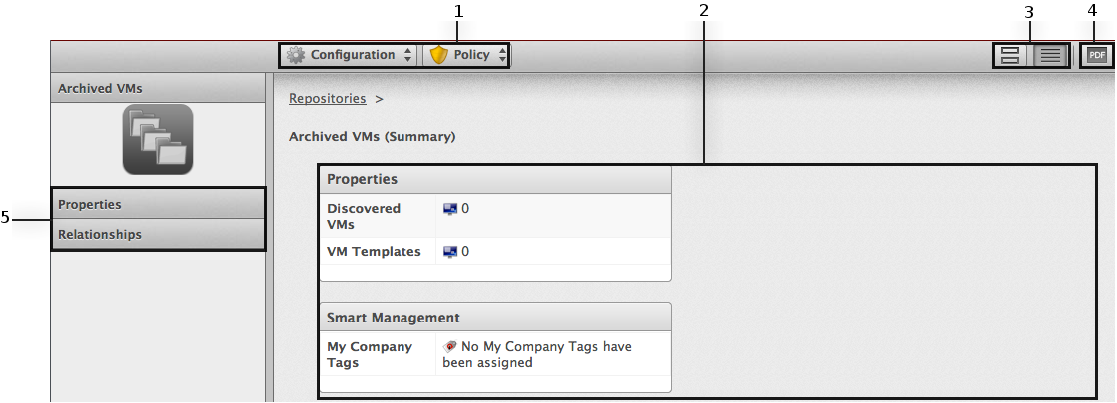 1
2
3
4
Configuration
Policy
PDF
Archived VMs
Repositories >
Archived VMs (Summary)
5
Properties
Relationships
Properties
Discovered
VMs
0
VM Templates
0
Smart Management
My Company
Tags
No My Company Tags have
been assigned